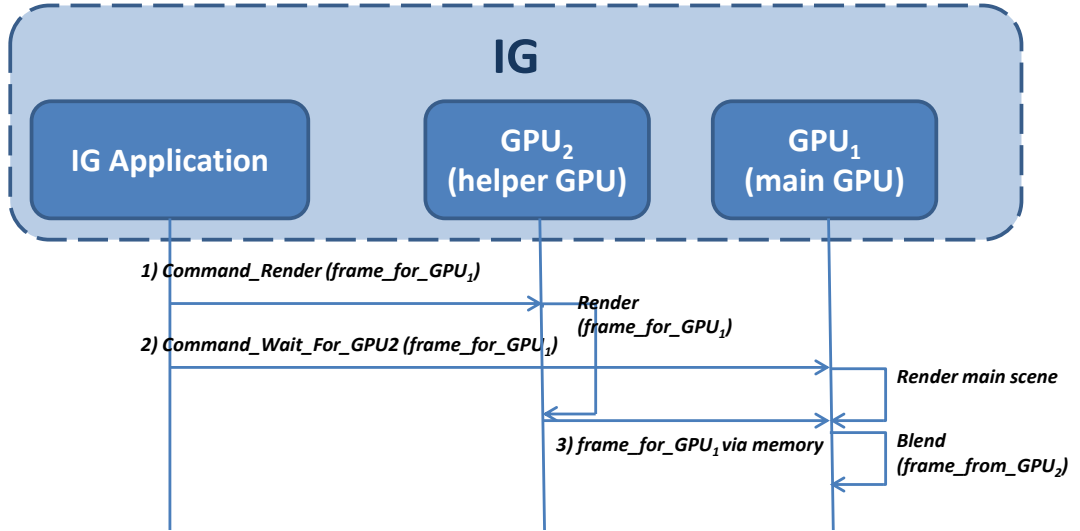 IG
IG Application
GPU₂
(helper GPU)
GPU₁
(main GPU)
1) Command_Render (frame_for_GPU₁)
Render
(frame_for_GPU₁)
2) Command_Wait_For_GPU2 (frame_for_GPU₁)
Render main scene
3) frame_for_GPU₁ via memory
Blend
(frame_from_GPU₂)